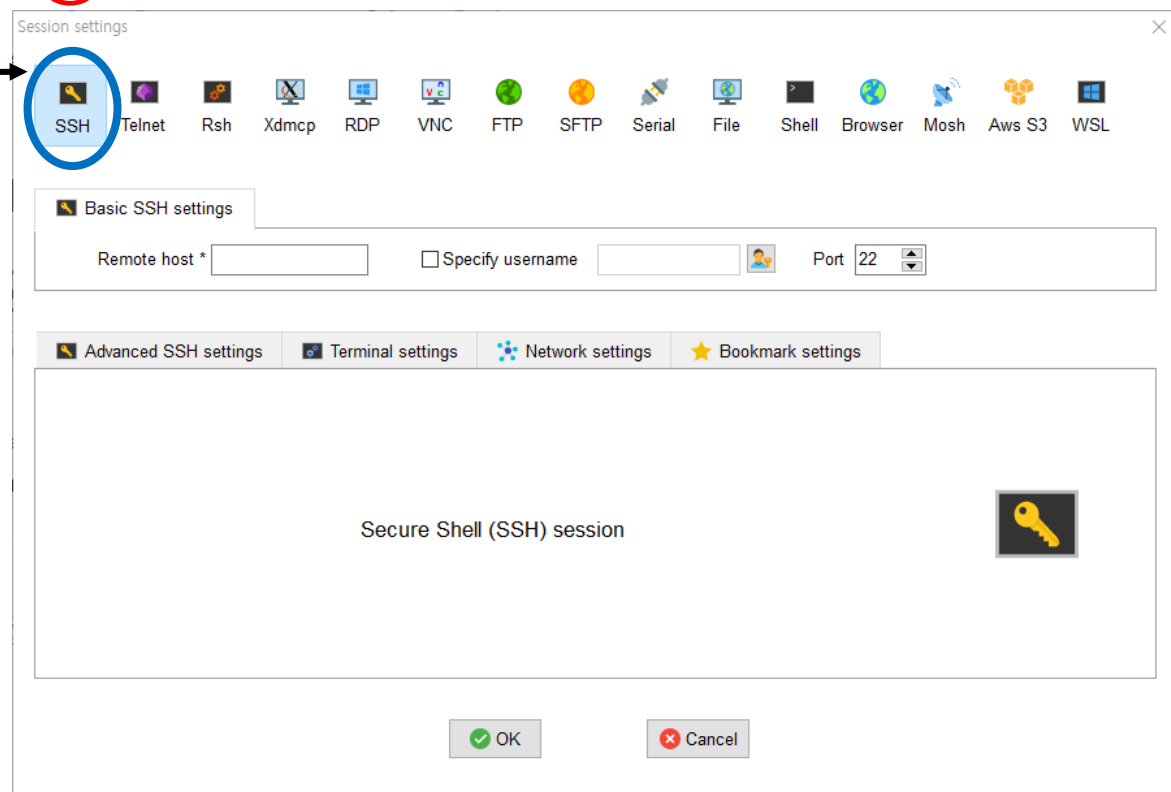 Session settings
SSH Telnet Rsh Xdmcp RDP VNC FTP SFTP Serial File Shell Browser Mosh Aws S3 WSL
Basic SSH settings
Remote host * Specify username Port 22
Advanced SSH settings Terminal settings Network settings Bookmark settings
Secure Shell (SSH) session
OK Cancel